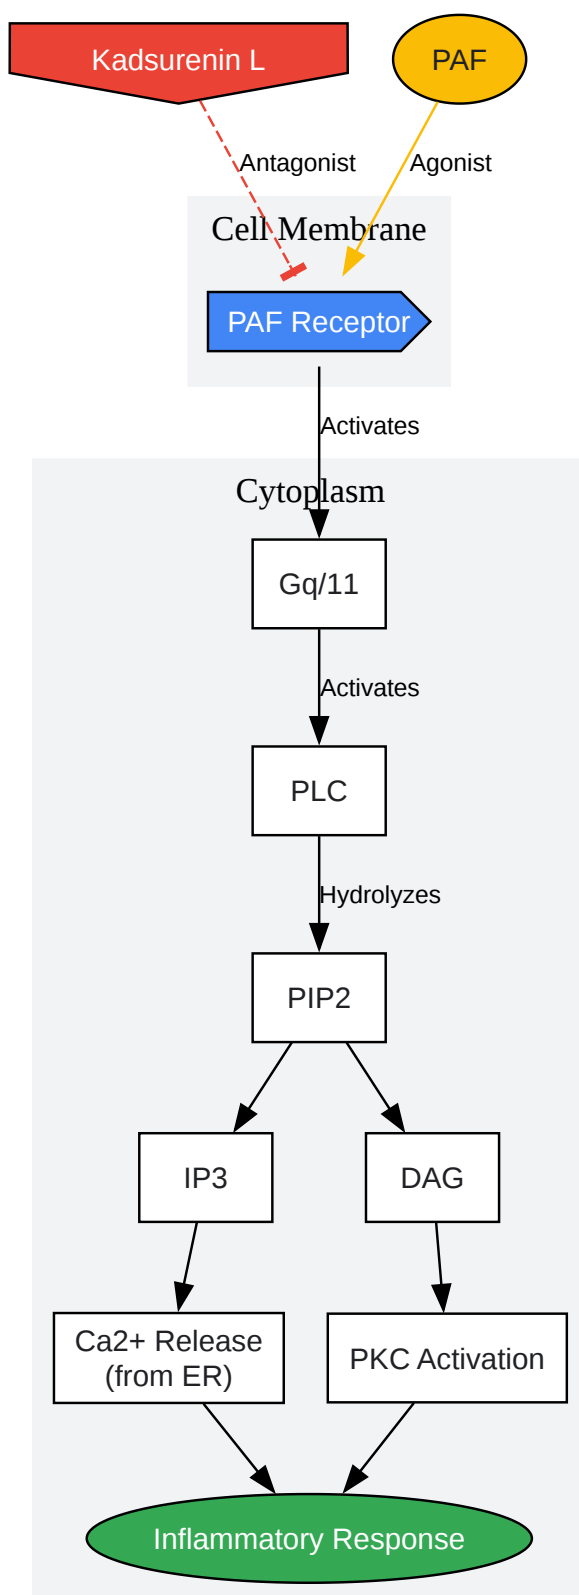 Kadsurenin L
PAF
Antagonist
Agonist
Cell Membrane
PAF Receptor
Activates
Cytoplasm
Gq/11
Activates
PLC
Hydrolyzes
PIP2
IP3
DAG
Ca2+ Release
(from ER)
PKC Activation
Inflammatory Response